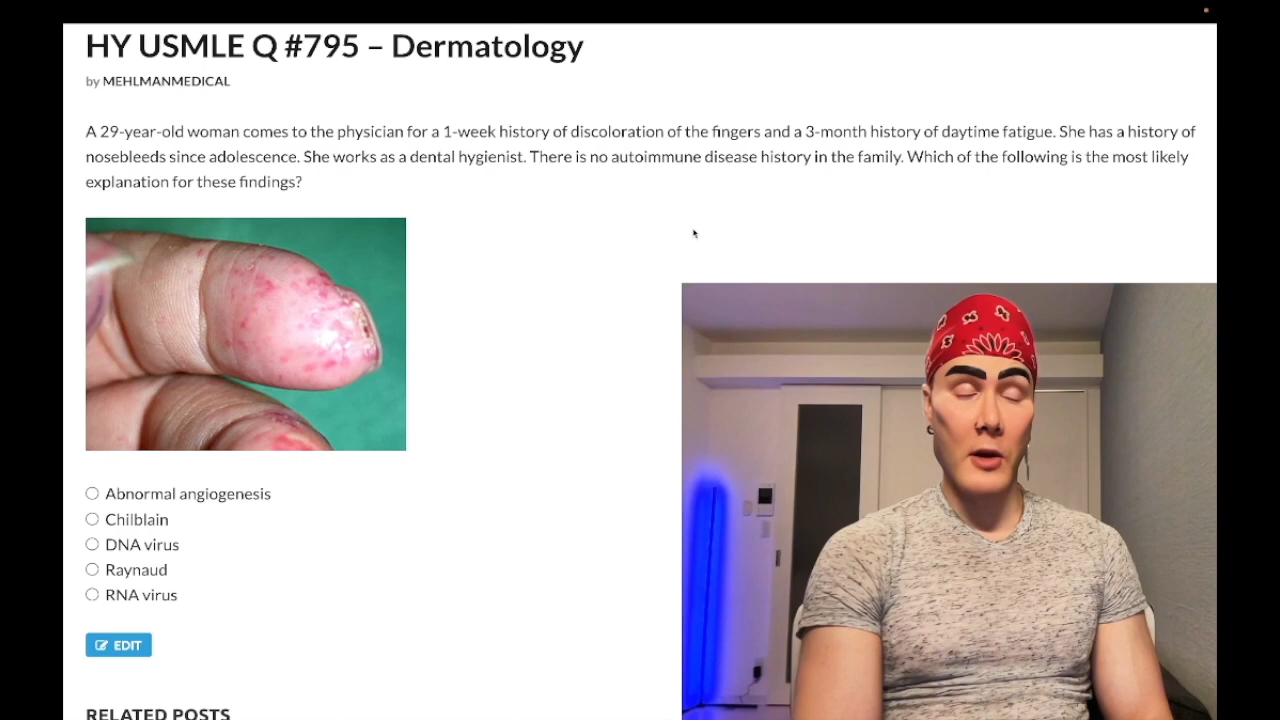 HY USMLE Q #795 – Dermatology
by MEHLMANMEDICAL
A 29-year-old woman comes to the physician for a 1-week history of discoloration of the fingers and a 3-month history of daytime fatigue. She has a history of
nosebleeds since adolescence. She works as a dental hygienist. There is no autoimmune disease history in the family. Which of the following is the most likely
explanation for these findings?
Abnormal angiogenesis
Chilblain
DNA virus
Raynaud
RNA virus
EDIT
RELATED POSTS